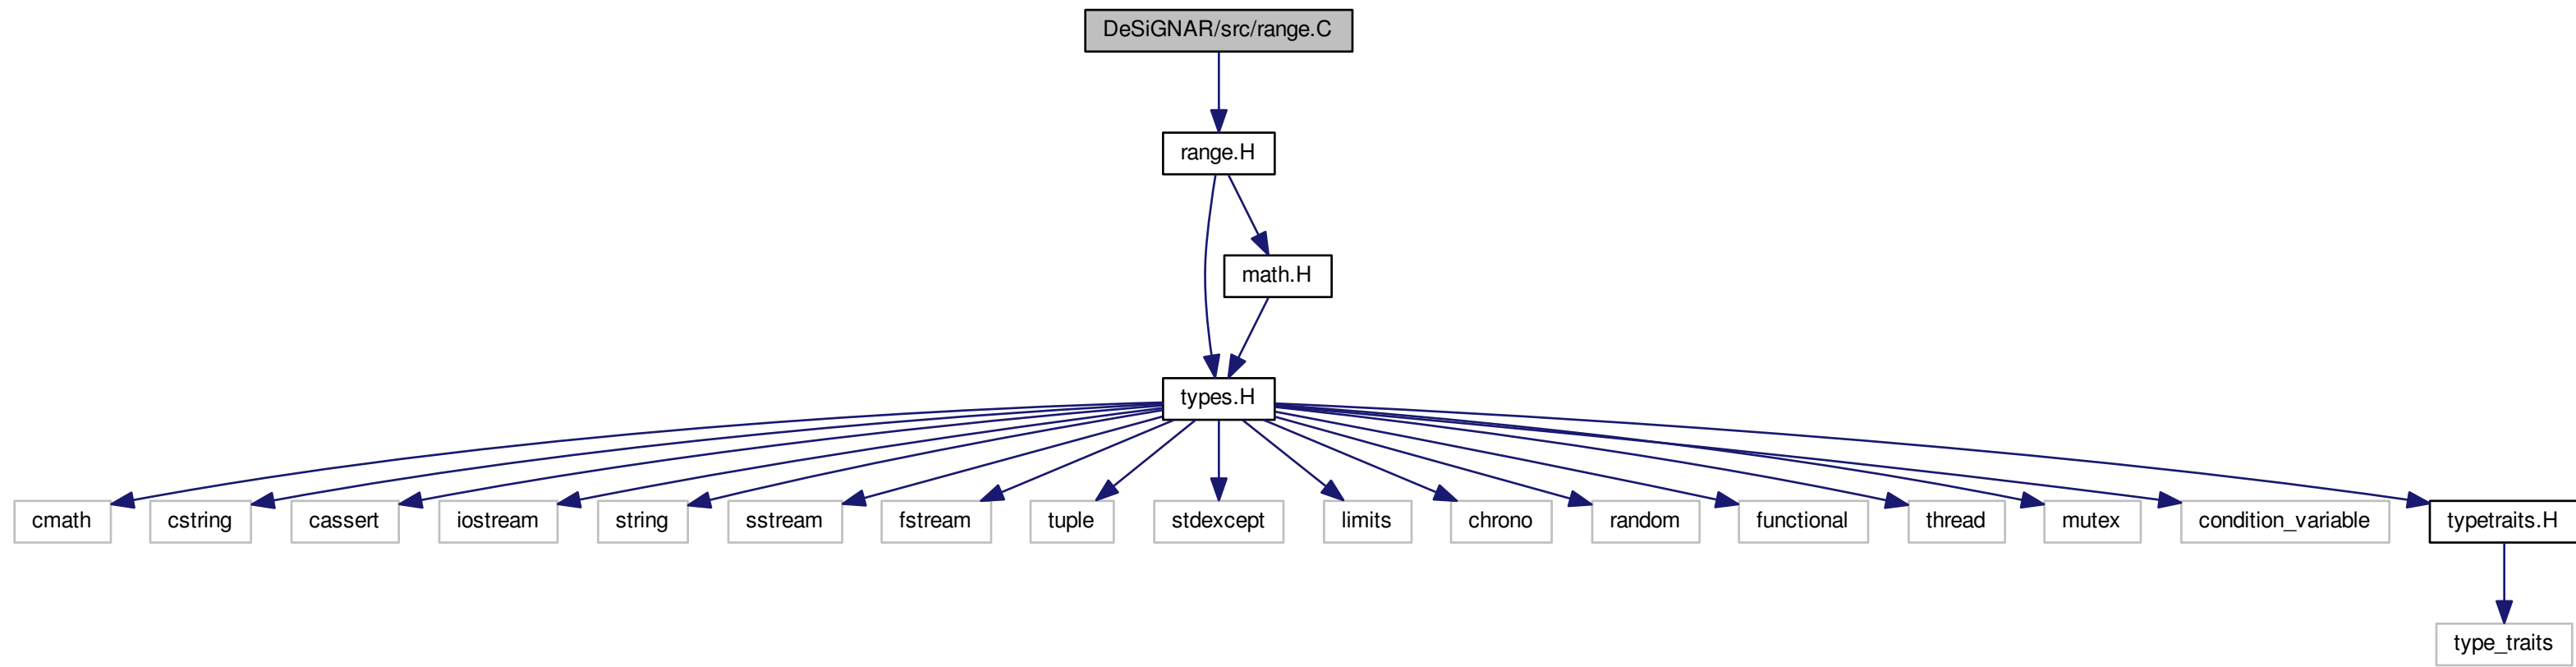 DeSiGNAR/src/range.C
range.H
math.H
types.H
cmath
cstring
cassert
iostream
string
sstream
fstream
tuple
stdexcept
limits
chrono
random
functional
thread
mutex
condition_variable
typetraits.H
type_traits